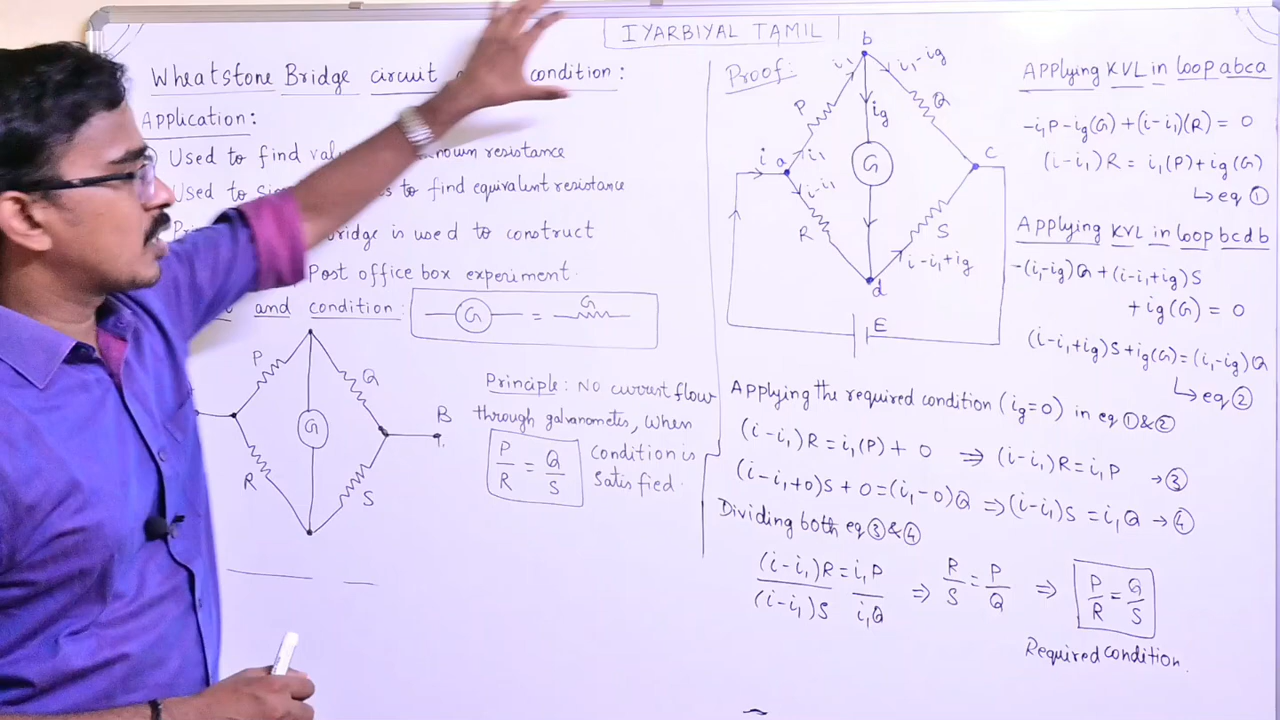 IYARBIYAL TAMIL
Wheatstone Bridge circuit condition :
Application :
Used to find unknown resistance
Used to to find equivalent resistance
bridge is used to construct
Post office box experiment.
and condition :
G = G
P
Q
G
R
S
B
Principle : No current flow
through galvanometer, when
P/R = Q/S condition is
satisfied.
Proof :
b
i₁
i₁-ig
P
Q
ig
i a
i₁
G
c
i-i₁
R
S
i-i₁+ig
d
E
Applying KVL in loop abca
-i₁P-ig(G)+(i-i₁)(R) = 0
(i-i₁)R = i₁(P)+ig(G)
↳ eq ①
Applying KVL in loop bcdb
-(i₁-ig)Q+(i-i₁+ig)S
+ig(G) = 0
(i-i₁+ig)S+ig(G)=(i₁-ig)Q
↳ eq ②
Applying the required condition (ig=0) in eq ①&②
(i-i₁)R=i₁(P)+0 ⇒ (i-i₁)R=i₁P →③
(i-i₁+0)S+0=(i₁-0)Q ⇒ (i-i₁)S=i₁Q →④
Dividing both eq ③&④
(i-i₁)R/(i-i₁)S = i₁P/i₁Q ⇒ R/S = P/Q ⇒ P/R = Q/S
Required condition.